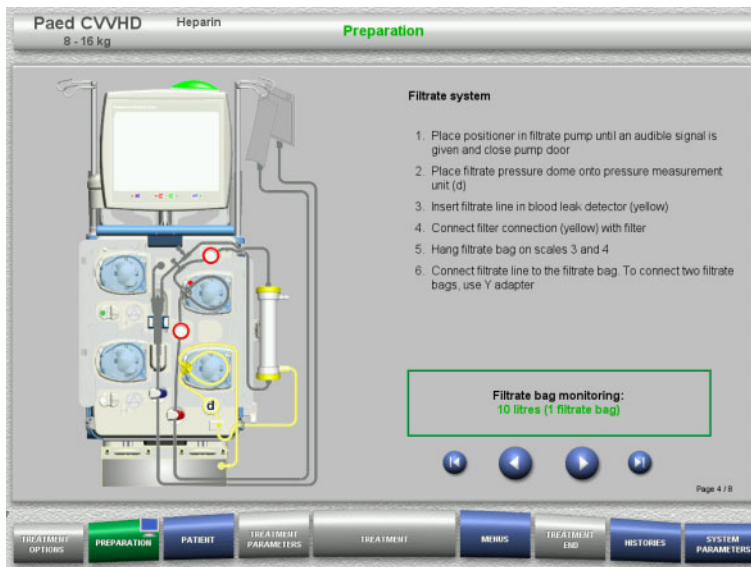 Paed CVVHD
Heparin
8 - 16 kg
Preparation
Filtrate system
1. Place positioner in filtrate pump until an audible signal is
given and close pump door
2. Place filtrate pressure dome onto pressure measurement
unit (d)
3. Insert filtrate line in blood leak detector (yellow)
4. Connect filter connection (yellow) with filter
5. Hang filtrate bag on scales 3 and 4
6. Connect filtrate line to the filtrate bag. To connect two filtrate
bags, use Y adapter
d
Filtrate bag monitoring:
10 litres (1 filtrate bag)
Page 4 / 8
TREATMENT
OPTIONS
PREPARATION
PATIENT
TREATMENT
PARAMETERS
TREATMENT
MENUS
TREATMENT
END
HISTORIES
SYSTEM
PARAMETERS